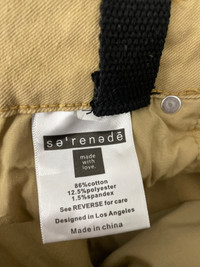 sə'renədē
made
with
love.
86%cotton
12.5%polyester
1.5%spandex
See REVERSE for care
Designed in Los Angeles
Made in china